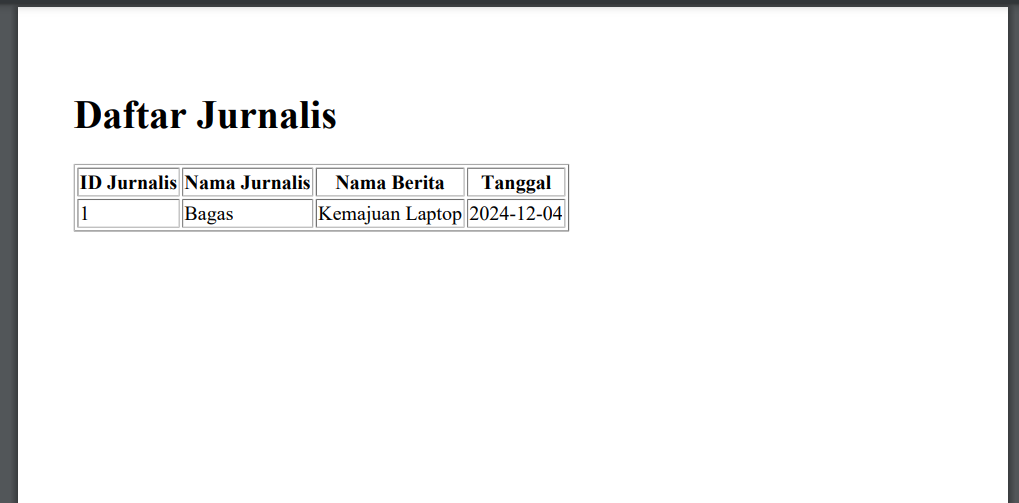 Daftar Jurnalis
ID Jurnalis Nama Jurnalis Nama Berita Tanggal
1 Bagas Kemajuan Laptop 2024-12-04